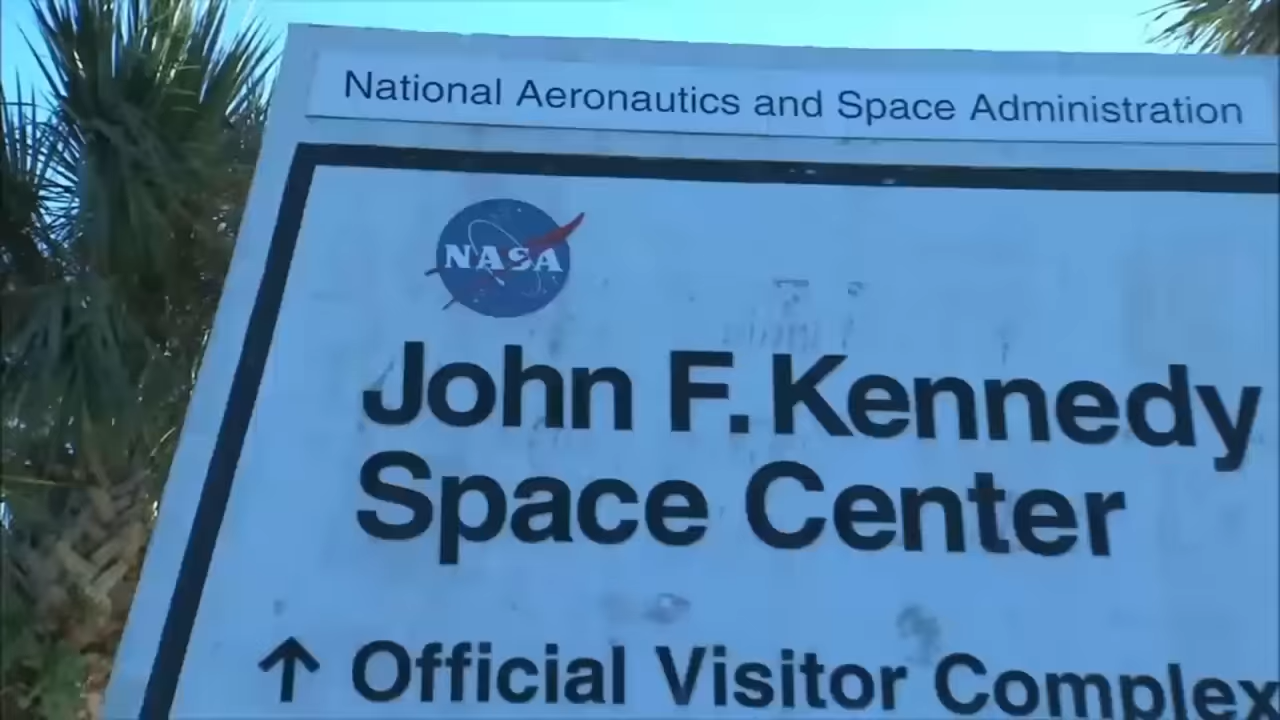 National Aeronautics and Space Administration
NASA
John F. Kennedy
Space Center
↑ Official Visitor Complex